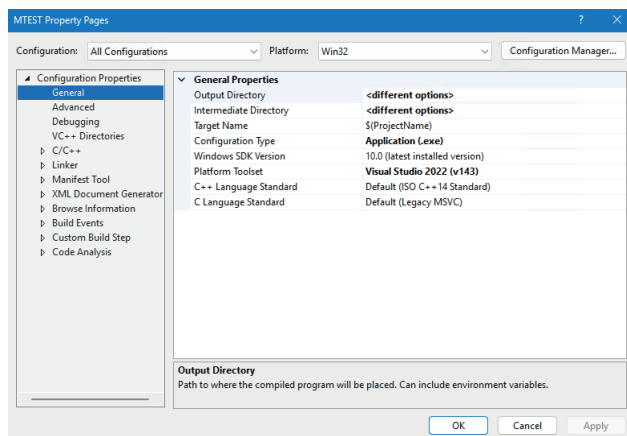 MTEST Property Pages ? ×
Configuration: All Configurations Platform: Win32 Configuration Manager...
Configuration Properties
General
Advanced
Debugging
VC++ Directories
C/C++
Linker
Manifest Tool
XML Document Generator
Browse Information
Build Events
Custom Build Step
Code Analysis
General Properties
Output Directory <different options>
Intermediate Directory <different options>
Target Name $(ProjectName)
Configuration Type Application (.exe)
Windows SDK Version 10.0 (latest installed version)
Platform Toolset Visual Studio 2022 (v143)
C++ Language Standard Default (ISO C++14 Standard)
C Language Standard Default (Legacy MSVC)
Output Directory
Path to where the compiled program will be placed. Can include environment variables.
OK Cancel Apply